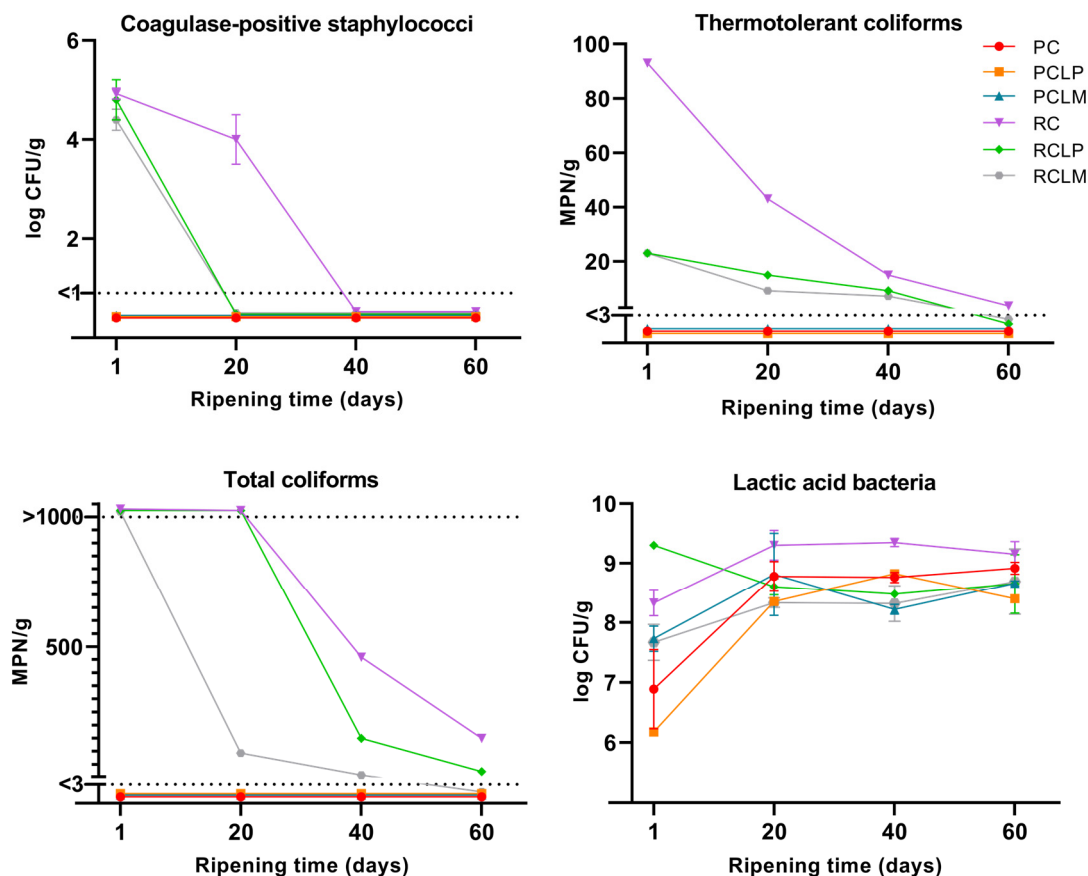 Coagulase-positive staphylococci
6
4
2
<1
log CFU/g
1 20 40 60
Ripening time (days)
Thermotolerant coliforms
100
80
60
40
20
<3
MPN/g
1 20 40 60
Ripening time (days)
PC
PCLP
PCLM
RC
RCLP
RCLM
Total coliforms
>1000
500
<3
MPN/g
1 20 40 60
Ripening time (days)
Lactic acid bacteria
10
9
8
7
6
log CFU/g
1 20 40 60
Ripening time (days)